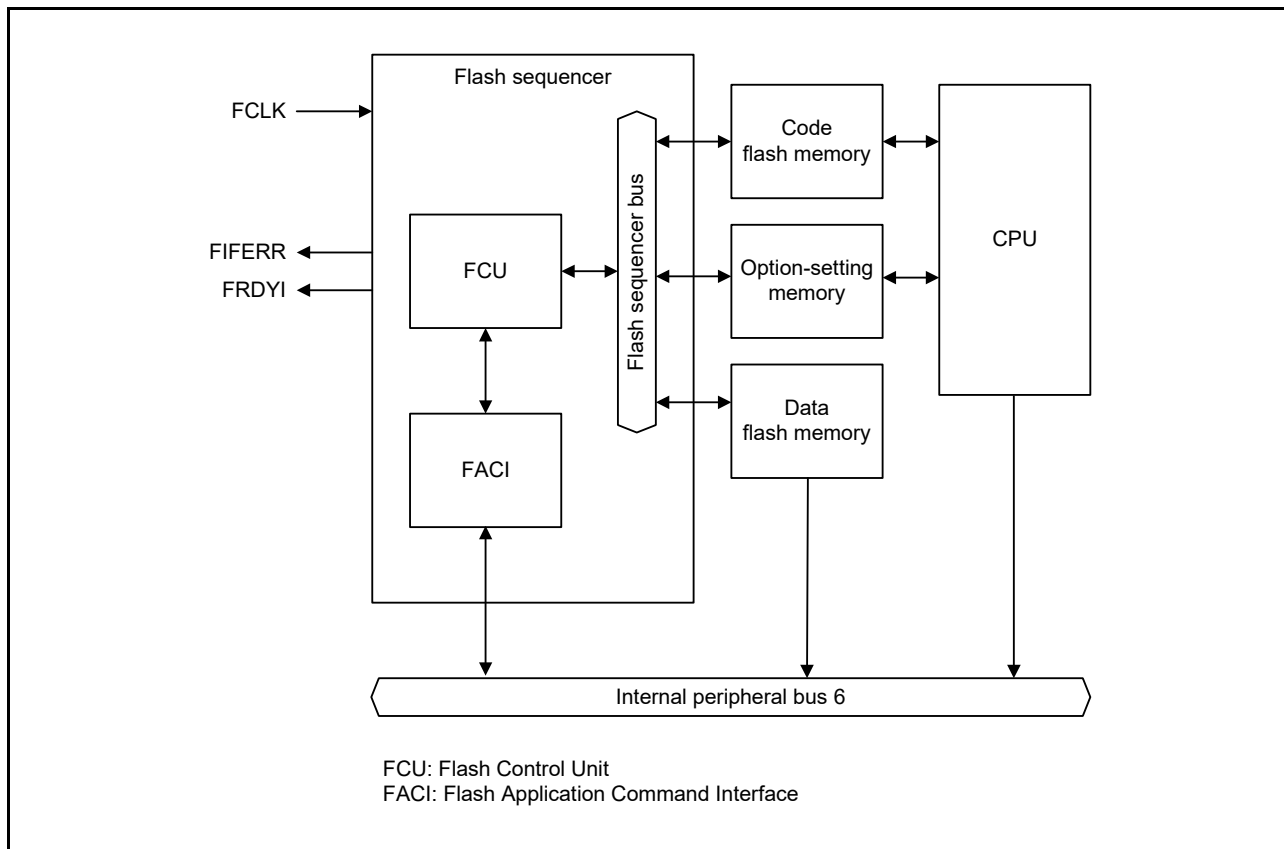 Flash sequencer
FCLK
FIFERR
FRDYI
FCU
FACI
Flash sequencer bus
Code
flash memory
Option-setting
memory
Data
flash memory
CPU
Internal peripheral bus 6
FCU: Flash Control Unit
FACI: Flash Application Command Interface